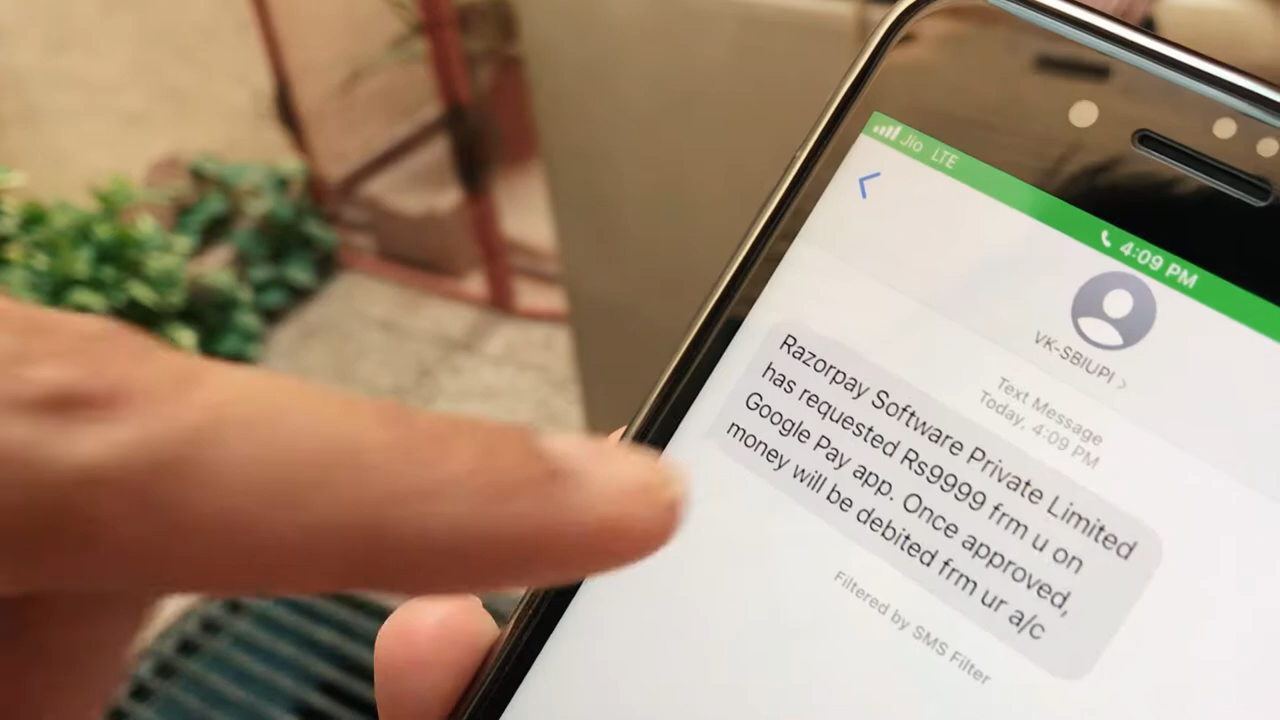 Jio LTE
4:09 PM
VK-SBIUPI >
Text Message
Today, 4:09 PM
Razorpay Software Private Limited
has requested Rs9999 frm u on
Google Pay app. Once approved,
money will be debited frm ur a/c
Filtered by SMS Filter